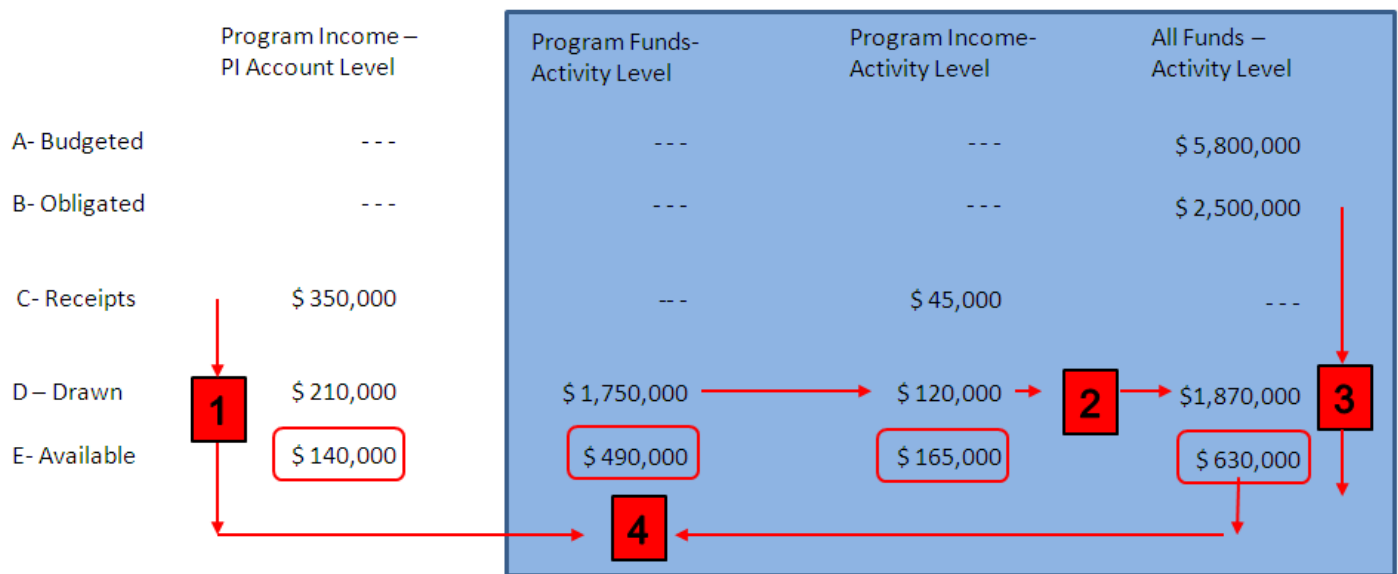 Program Income –
PI Account Level
Program Funds-
Activity Level
Program Income-
Activity Level
All Funds –
Activity Level
A- Budgeted - - - - - - - - - $ 5,800,000
B- Obligated - - - - - - - - - $ 2,500,000
C- Receipts $ 350,000 -- - $ 45,000 - - -
D – Drawn 1 $ 210,000 $ 1,750,000 $ 120,000 2 $1,870,000 3
E- Available $ 140,000 $ 490,000 $ 165,000 $ 630,000
4